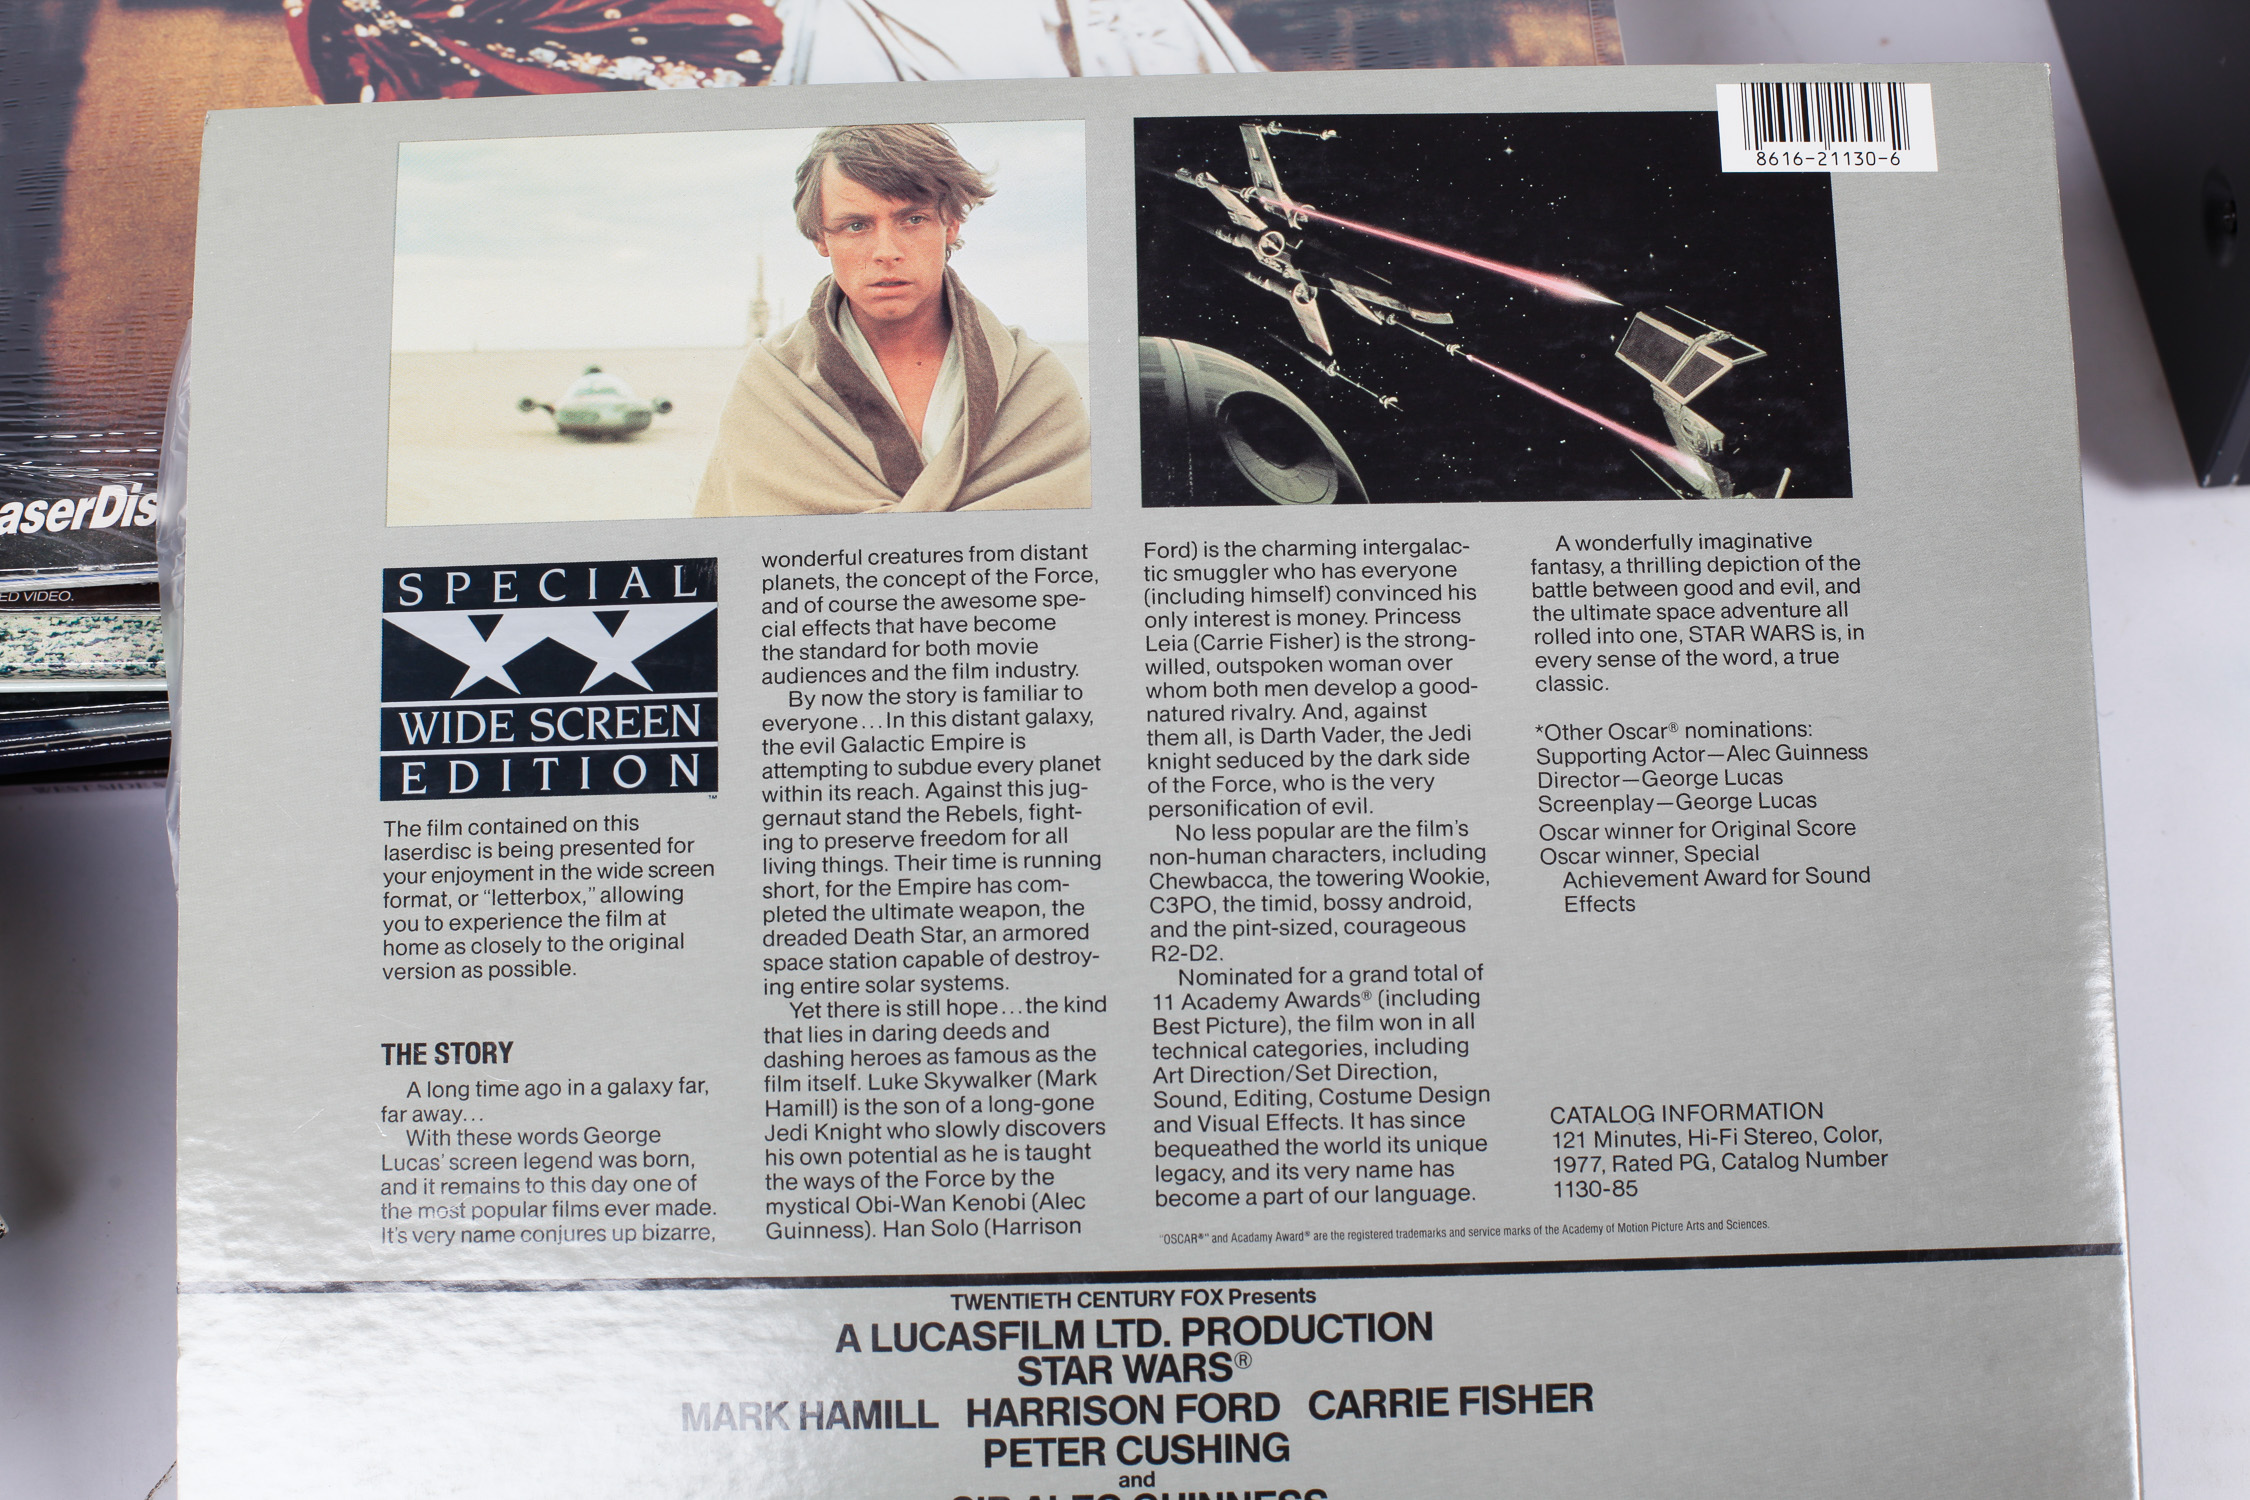 8616-21130-6
aserDis
ED VIDEO.
SPECIAL
WIDE SCREEN
EDITION
™
The film contained on this
laserdisc is being presented for
your enjoyment in the wide screen
format, or “letterbox,” allowing
you to experience the film at
home as closely to the original
version as possible.
THE STORY
A long time ago in a galaxy far,
far away...
With these words George
Lucas’ screen legend was born,
and it remains to this day one of
the most popular films ever made.
It’s very name conjures up bizarre,
wonderful creatures from distant
planets, the concept of the Force,
and of course the awesome spe-
cial effects that have become
the standard for both movie
audiences and the film industry.
By now the story is familiar to
everyone...In this distant galaxy,
the evil Galactic Empire is
attempting to subdue every planet
within its reach. Against this jug-
gernaut stand the Rebels, fight-
ing to preserve freedom for all
living things. Their time is running
short, for the Empire has com-
pleted the ultimate weapon, the
dreaded Death Star, an armored
space station capable of destroy-
ing entire solar systems.
Yet there is still hope...the kind
that lies in daring deeds and
dashing heroes as famous as the
film itself. Luke Skywalker (Mark
Hamill) is the son of a long-gone
Jedi Knight who slowly discovers
his own potential as he is taught
the ways of the Force by the
mystical Obi-Wan Kenobi (Alec
Guinness). Han Solo (Harrison
Ford) is the charming intergalac-
tic smuggler who has everyone
(including himself) convinced his
only interest is money. Princess
Leia (Carrie Fisher) is the strong-
willed, outspoken woman over
whom both men develop a good-
natured rivalry. And, against
them all, is Darth Vader, the Jedi
knight seduced by the dark side
of the Force, who is the very
personification of evil.
No less popular are the film’s
non-human characters, including
Chewbacca, the towering Wookie,
C3PO, the timid, bossy android,
and the pint-sized, courageous
R2-D2.
Nominated for a grand total of
11 Academy Awards® (including
Best Picture), the film won in all
technical categories, including
Art Direction/Set Direction,
Sound, Editing, Costume Design
and Visual Effects. It has since
bequeathed the world its unique
legacy, and its very name has
become a part of our language.
A wonderfully imaginative
fantasy, a thrilling depiction of the
battle between good and evil, and
the ultimate space adventure all
rolled into one, STAR WARS is, in
every sense of the word, a true
classic.
*Other Oscar® nominations:
Supporting Actor—Alec Guinness
Director—George Lucas
Screenplay—George Lucas
Oscar winner for Original Score
Oscar winner, Special
Achievement Award for Sound
Effects
CATALOG INFORMATION
121 Minutes, Hi-Fi Stereo, Color,
1977, Rated PG, Catalog Number
1130-85
"OSCAR®" and Acadamy Award® are the registered trademarks and service marks of the Academy of Motion Picture Arts and Sciences.
TWENTIETH CENTURY FOX Presents
A LUCASFILM LTD. PRODUCTION
STAR WARS®
MARK HAMILL HARRISON FORD CARRIE FISHER
PETER CUSHING
and
SIR ALEC GUINNESS